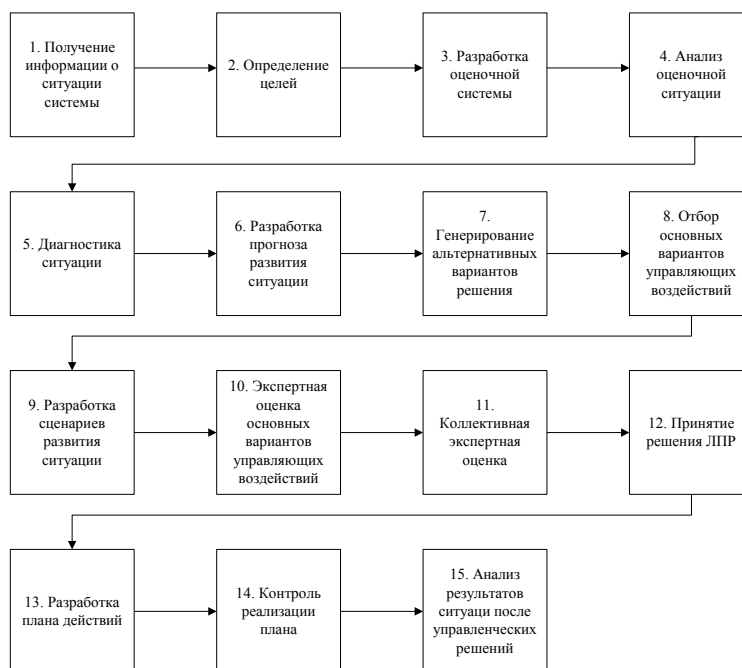 1. Получение
информации о
ситуации
системы
2. Определение
целей
3. Разработка
оценочной
системы
4. Анализ
оценочной
ситуации
5. Диагностика
ситуации
6. Разработка
прогноза
развития
ситуации
7.
Генерирование
альтернативных
вариантов
решения
8. Отбор
основных
вариантов
управляющих
воздействий
9. Разработка
сценариев
развития
ситуации
10. Экспертная
оценка
основных
вариантов
управляющих
воздействий
11.
Коллективная
экспертная
оценка
12. Принятие
решения ЛПР
13. Разработка
плана действий
14. Контроль
реализации
плана
15. Анализ
результатов
ситуаци после
управленческих
решений